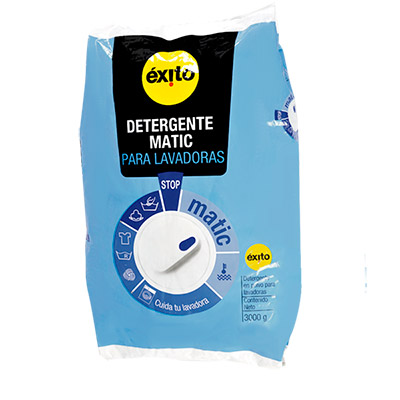 éxito
DETERGENTE
MATIC
PARA LAVADORAS
STOP
matic
Cuida tu lavadora
éxito
Detergente
en polvo para
lavadoras
Contenido
Neto
3000 g